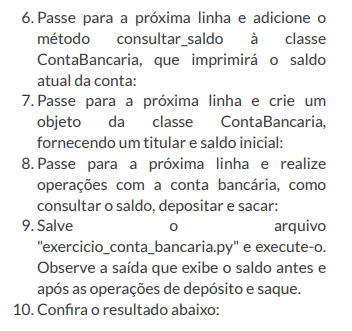 6. Passe para a próxima linha e adicione o
método consultar_saldo à classe
ContaBancaria, que imprimirá o saldo
atual da conta:
7. Passe para a próxima linha e crie um
objeto da classe ContaBancaria,
fornecendo um titular e saldo inicial:
8. Passe para a próxima linha e realize
operações com a conta bancária, como
consultar o saldo, depositar e sacar:
9. Salve o arquivo
"exercicio_conta_bancaria.py" e execute-o.
Observe a saída que exibe o saldo antes e
após as operações de depósito e saque.
10. Confira o resultado abaixo: